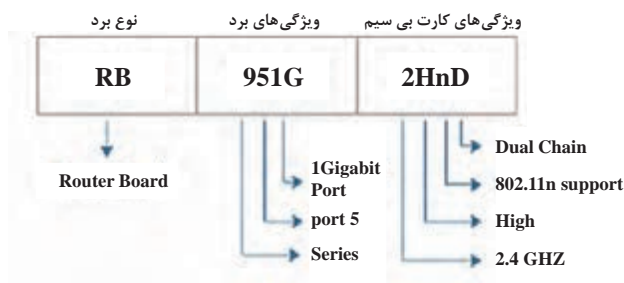 نوع برد
ویژگی‌های برد
ویژگی‌های کارت بی سیم
RB
951G
2HnD
Router Board
1Gigabit
Port
port 5
Series
Dual Chain
802.11n support
High
2.4 GHZ